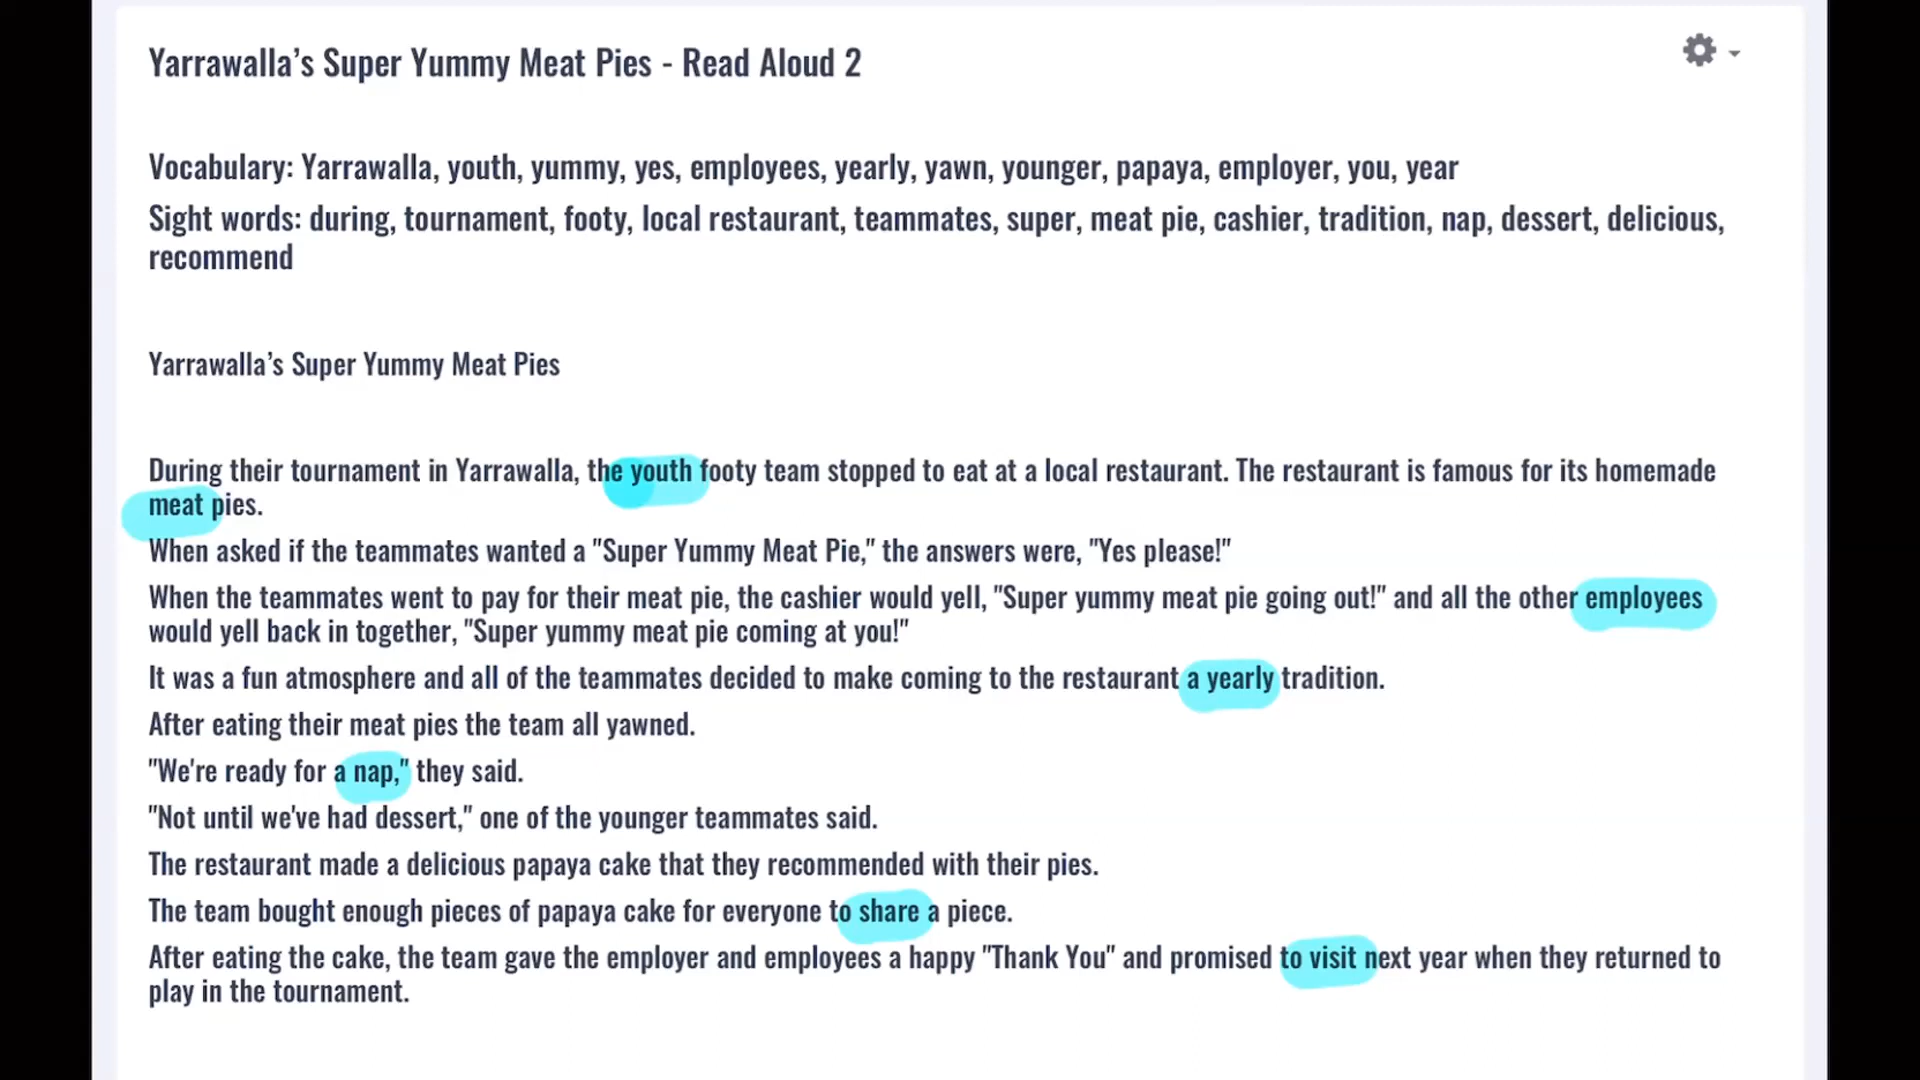 Yarrawalla’s Super Yummy Meat Pies - Read Aloud 2
Vocabulary: Yarrawalla, youth, yummy, yes, employees, yearly, yawn, younger, papaya, employer, you, year
Sight words: during, tournament, footy, local restaurant, teammates, super, meat pie, cashier, tradition, nap, dessert, delicious,
recommend
Yarrawalla’s Super Yummy Meat Pies
During their tournament in Yarrawalla, the youth footy team stopped to eat at a local restaurant. The restaurant is famous for its homemade
meat pies.
When asked if the teammates wanted a "Super Yummy Meat Pie," the answers were, "Yes please!"
When the teammates went to pay for their meat pie, the cashier would yell, "Super yummy meat pie going out!" and all the other employees
would yell back in together, "Super yummy meat pie coming at you!"
It was a fun atmosphere and all of the teammates decided to make coming to the restaurant a yearly tradition.
After eating their meat pies the team all yawned.
"We're ready for a nap," they said.
"Not until we've had dessert," one of the younger teammates said.
The restaurant made a delicious papaya cake that they recommended with their pies.
The team bought enough pieces of papaya cake for everyone to share a piece.
After eating the cake, the team gave the employer and employees a happy "Thank You" and promised to visit next year when they returned to
play in the tournament.